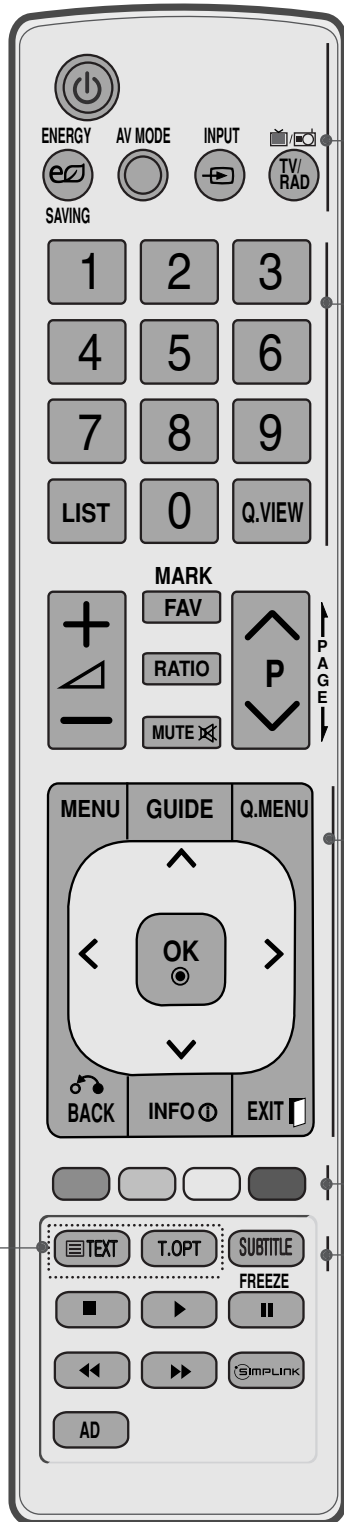 ENERGY AV MODE INPUT
TV/
RAD
SAVING
1 2 3
4 5 6
7 8 9
LIST 0 Q.VIEW
MARK
FAV
RATIO
P
MUTE
PAGE
MENU GUIDE Q.MENU
OK
BACK INFO EXIT
TEXT T.OPT SUBTITLE
FREEZE
SIMPLINK
AD